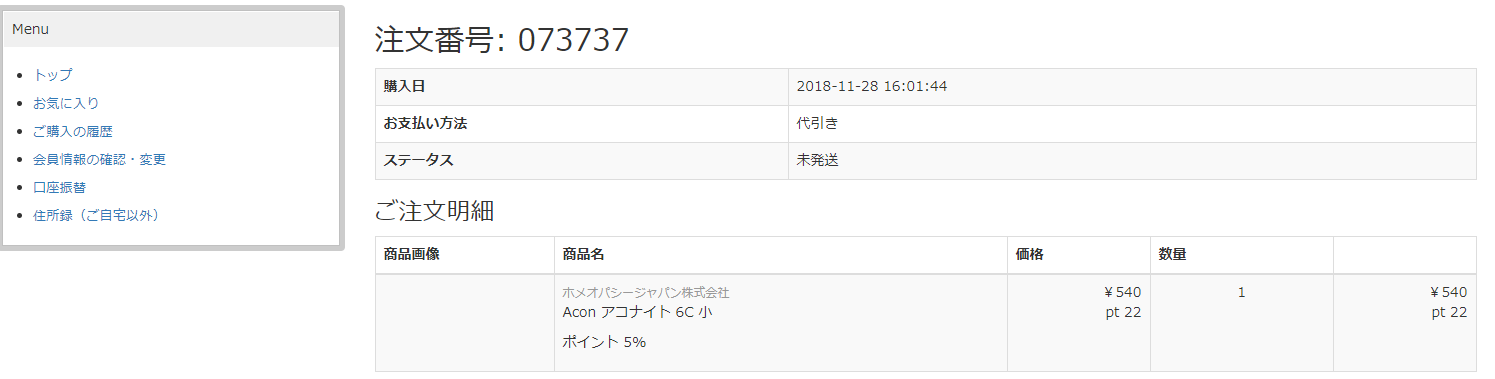 Menu
トップ
お気に入り
ご購入の履歴
会員情報の確認・変更
口座振替
住所録（ご自宅以外）
注文番号: 073737
購入日 2018-11-28 16:01:44
お支払い方法 代引き
ステータス 未発送
ご注文明細
商品画像 商品名 価格 数量
ホメオパシージャパン株式会社 ￥540 1 ￥540
Acon アコナイト 6C 小 pt 22 pt 22
ポイント 5%